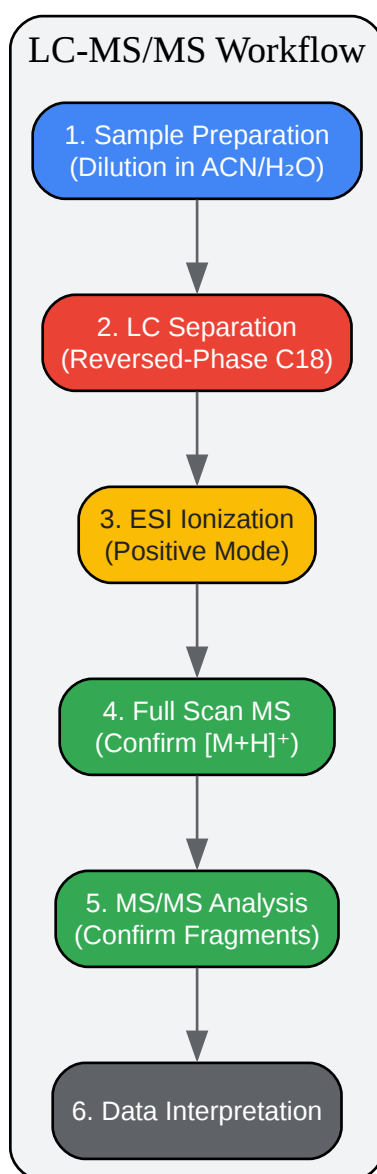 LC-MS/MS Workflow
1. Sample Preparation
(Dilution in ACN/H₂O)
2. LC Separation
(Reversed-Phase C18)
3. ESI Ionization
(Positive Mode)
4. Full Scan MS
(Confirm [M+H]⁺)
5. MS/MS Analysis
(Confirm Fragments)
6. Data Interpretation